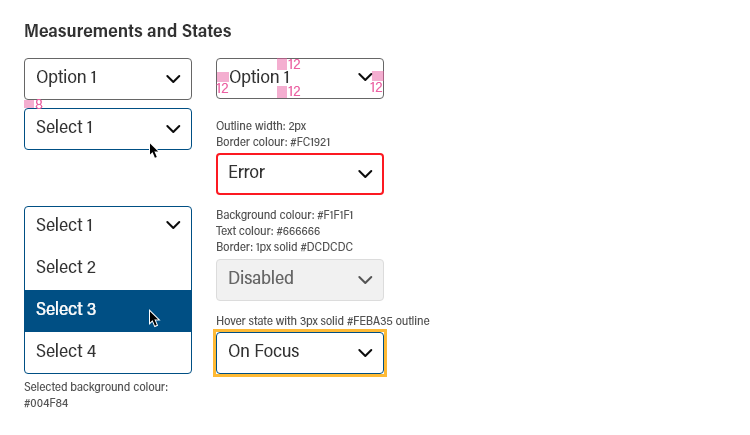 Measurements and States
Option 1
8
Select 1
Select 1
Select 2
Select 3
Select 4
Selected background colour:
#004F84
12
Option 1
12
12
12
Outline width: 2px
Border colour: #FC1921
Error
Background colour: #F1F1F1
Text colour: #666666
Border: 1px solid #DCDCDC
Disabled
Hover state with 3px solid #FEBA35 outline
On Focus